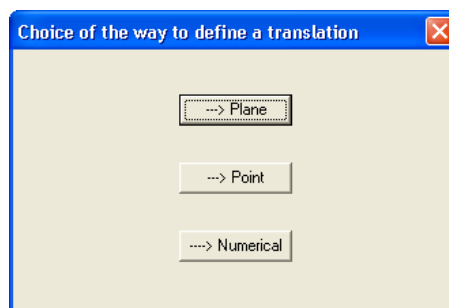 Choice of the way to define a translation
---> Plane
---> Point
----> Numerical